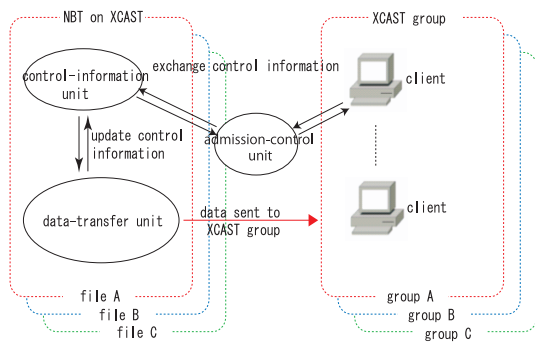 NBT on XCAST
XCAST group
control-information
unit
exchange control information
client
update control
information
admission-control
unit
data-transfer unit
data sent to
XCAST group
client
file A
file B
file C
group A
group B
group C